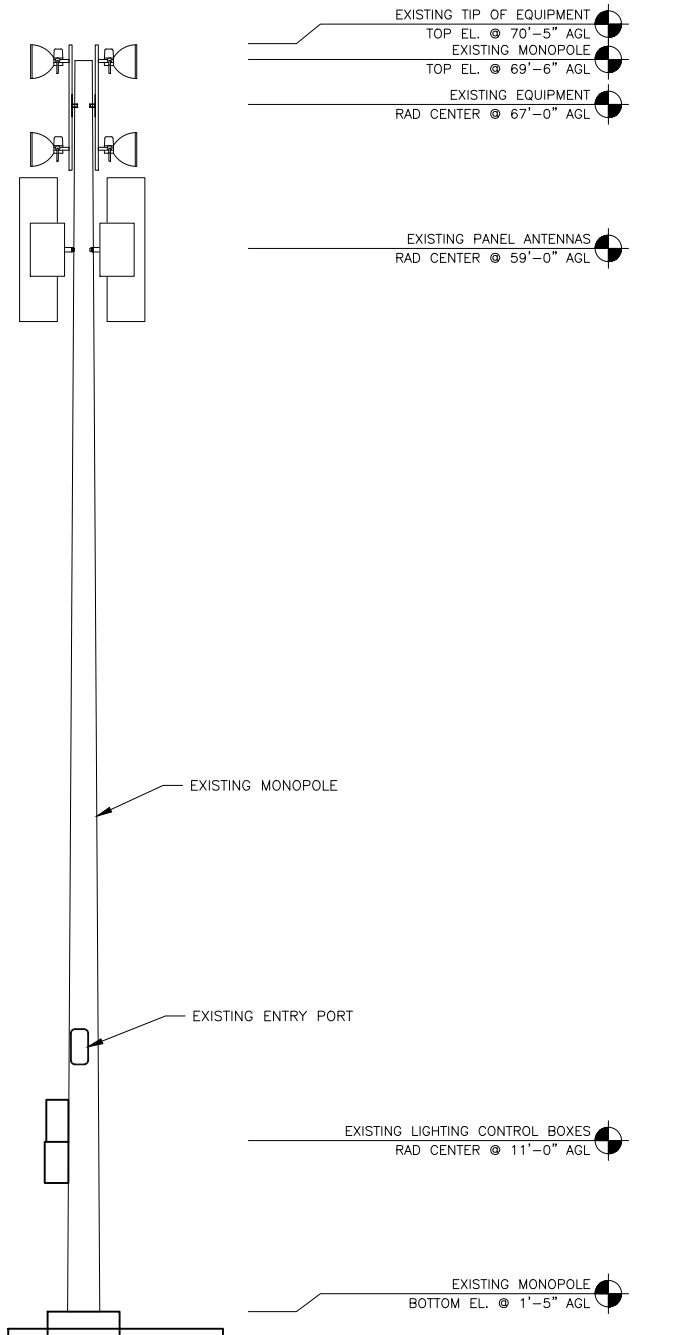 EXISTING TIP OF EQUIPMENT
TOP EL. @ 70'-5" AGL
EXISTING MONOPOLE
TOP EL. @ 69'-6" AGL
EXISTING EQUIPMENT
RAD CENTER @ 67'-0" AGL
EXISTING PANEL ANTENNAS
RAD CENTER @ 59'-0" AGL
EXISTING MONOPOLE
EXISTING ENTRY PORT
EXISTING LIGHTING CONTROL BOXES
RAD CENTER @ 11'-0" AGL
EXISTING MONOPOLE
BOTTOM EL. @ 1'-5" AGL